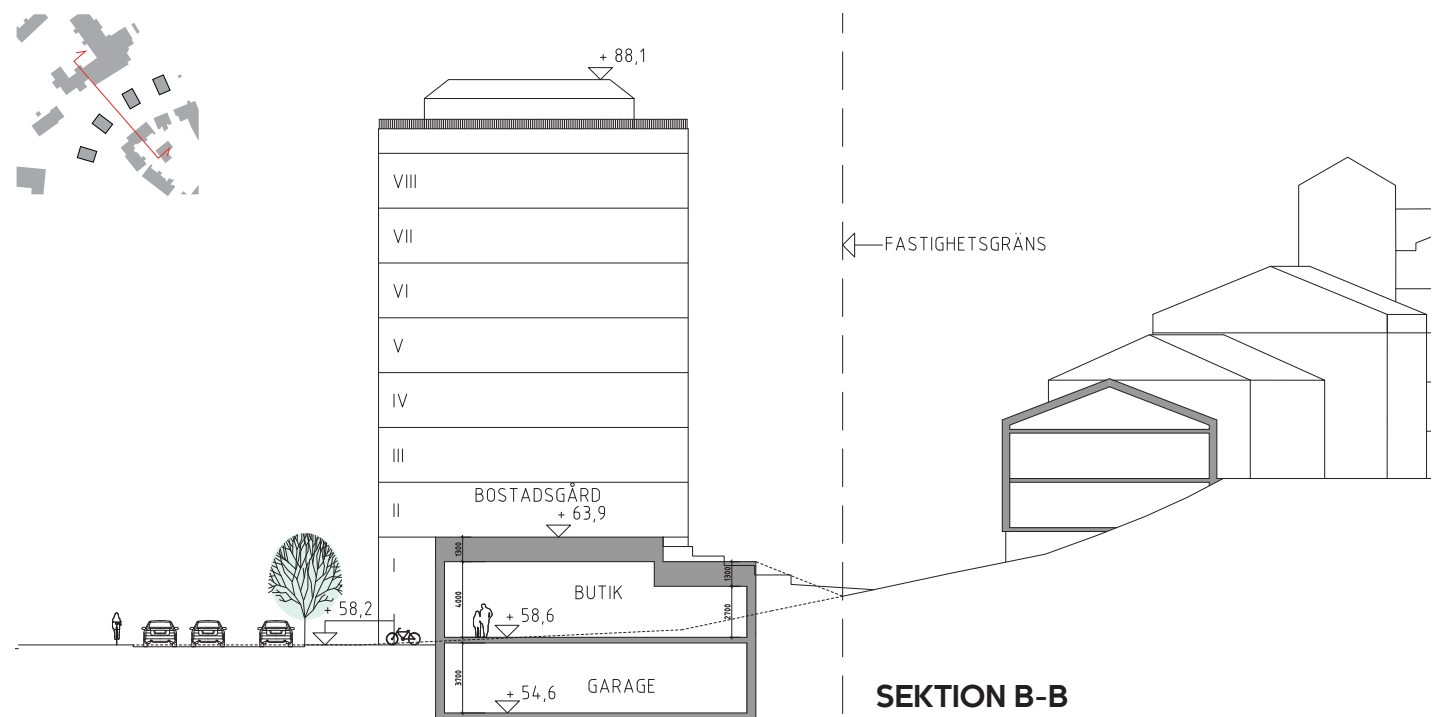 + 88,1
VIII
VII
FASTIGHETSGRÄNS
VI
V
IV
III
BOSTADSGÅRD
II
+ 63,9
1300
I
1300
4000
BUTIK
2700
+ 58,2
+ 58,6
3700
GARAGE
+ 54,6
SEKTION B-B